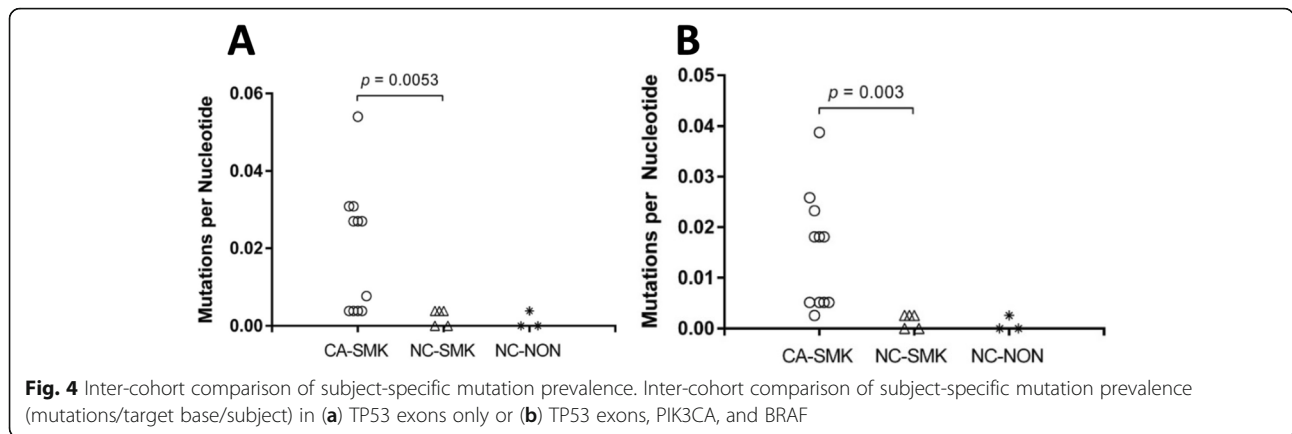 A
p = 0.0053
Mutations per Nucleotide
0.06
0.04
0.02
0.00
CA-SMK NC-SMK NC-NON
B
p = 0.003
Mutations per Nucleotide
0.05
0.04
0.03
0.02
0.01
0.00
CA-SMK NC-SMK NC-NON
Fig. 4 Inter-cohort comparison of subject-specific mutation prevalence. Inter-cohort comparison of subject-specific mutation prevalence
(mutations/target base/subject) in (a) TP53 exons only or (b) TP53 exons, PIK3CA, and BRAF